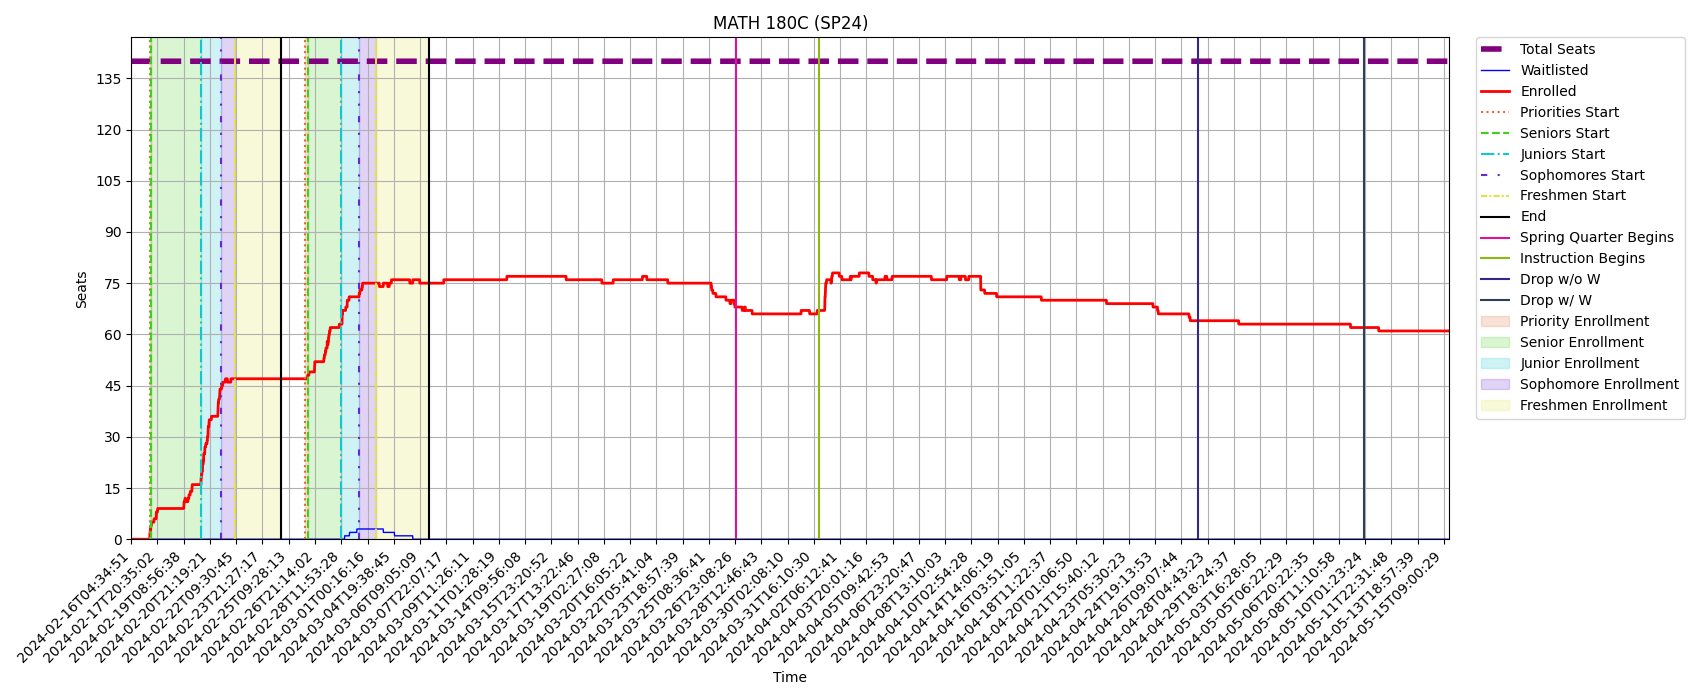 MATH 180C (SP24)
Seats
135
120
105
90
75
60
45
30
15
0
2024-02-16T04:34:51
2024-02-17T20:35:02
2024-02-19T08:56:38
2024-02-20T21:19:21
2024-02-22T09:30:45
2024-02-23T21:27:17
2024-02-25T09:28:13
2024-02-26T21:14:02
2024-02-28T11:53:28
2024-03-01T00:16:16
2024-03-04T19:38:45
2024-03-06T09:05:09
2024-03-07T22:07:17
2024-03-11T01:26:11
2024-03-12T11:28:19
2024-03-14T09:56:08
2024-03-15T23:20:52
2024-03-17T13:22:46
2024-03-19T02:27:08
2024-03-20T16:05:22
2024-03-22T05:41:04
2024-03-23T18:57:39
2024-03-25T08:36:41
2024-03-26T23:08:26
2024-03-28T12:46:43
2024-03-30T02:08:10
2024-03-31T16:10:30
2024-04-02T06:12:41
2024-04-03T20:01:16
2024-04-05T09:42:53
2024-04-06T23:20:47
2024-04-08T13:10:03
2024-04-10T02:54:28
2024-04-14T14:06:19
2024-04-16T03:51:05
2024-04-18T11:22:37
2024-04-20T01:06:50
2024-04-21T15:40:12
2024-04-23T05:30:23
2024-04-24T19:13:53
2024-04-26T09:07:44
2024-04-28T04:43:23
2024-04-29T18:24:37
2024-05-03T16:28:05
2024-05-05T06:22:29
2024-05-06T20:22:35
2024-05-08T11:10:58
2024-05-10T01:23:24
2024-05-11T22:31:48
2024-05-13T18:57:39
2024-05-15T09:00:29
Time
Total Seats
Waitlisted
Enrolled
Priorities Start
Seniors Start
Juniors Start
Sophomores Start
Freshmen Start
End
Spring Quarter Begins
Instruction Begins
Drop w/o W
Drop w/ W
Priority Enrollment
Senior Enrollment
Junior Enrollment
Sophomore Enrollment
Freshmen Enrollment